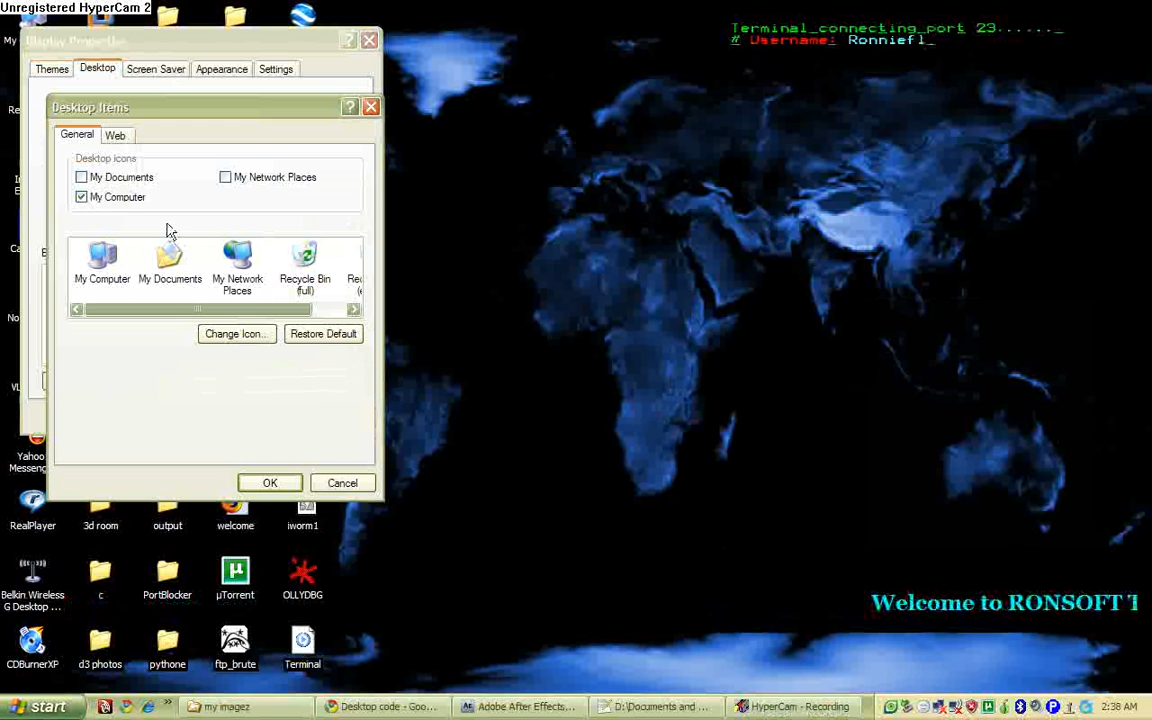 Unregistered HyperCam 2
Terminal_connecting_port 23......_
# Username: Ronniefl_
Display Properties
Themes
Desktop
Screen Saver
Appearance
Settings
Desktop Items
General
Web
Desktop icons
My Documents
My Network Places
My Computer
My Computer
My Documents
My Network
Places
Recycle Bin
(full)
Change Icon...
Restore Default
OK
Cancel
Yahoo
Messeng
RealPlayer
3d room
output
welcome
iworm1
Belkin Wireless
G Desktop ...
c
PortBlocker
µTorrent
OLLYDBG
CDBurnerXP
d3 photos
pythone
ftp_brute
Terminal
Welcome to RONSOFT
start
my imagez
Desktop code - Goo...
Adobe After Effects...
D:\Documents and ...
HyperCam - Recording
2:38 AM